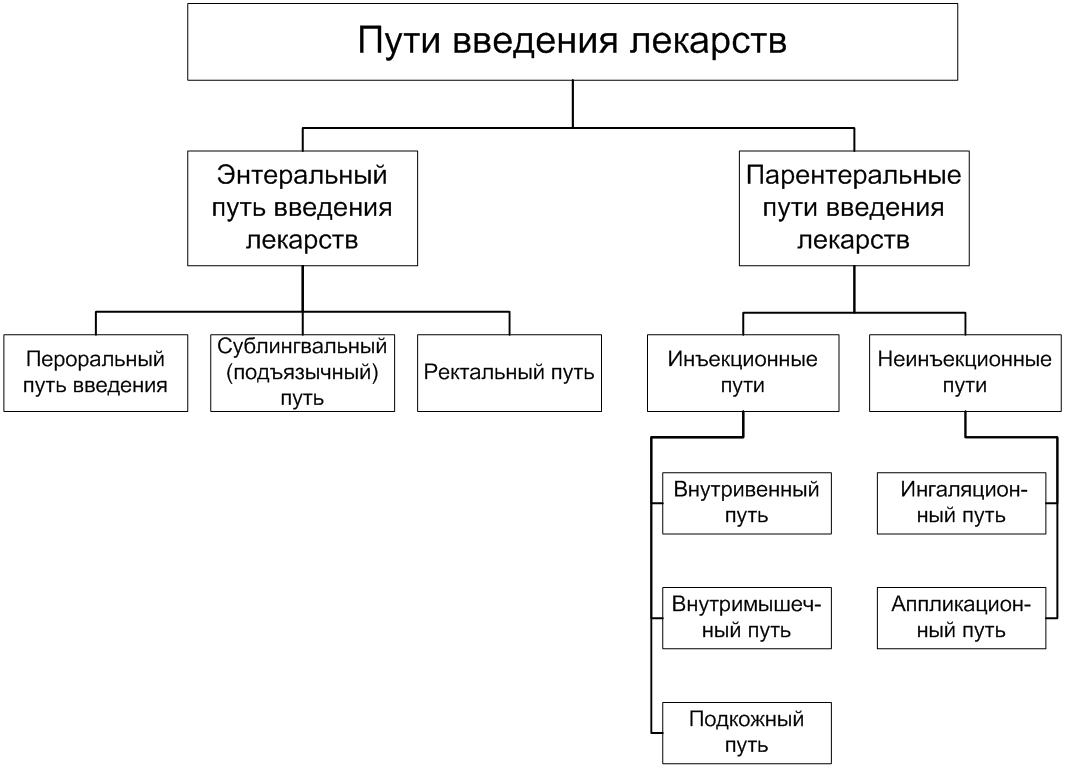 Пути введения лекарств
Энтеральный
путь введения
лекарств
Парентеральные
пути введения
лекарств
Пероральный
путь введения
Сублингвальный
(подъязычный)
путь
Ректальный путь
Инъекционные
пути
Неинъекционные
пути
Внутривенный
путь
Ингаляцион-
ный путь
Внутримышеч-
ный путь
Аппликацион-
ный путь
Подкожный
путь